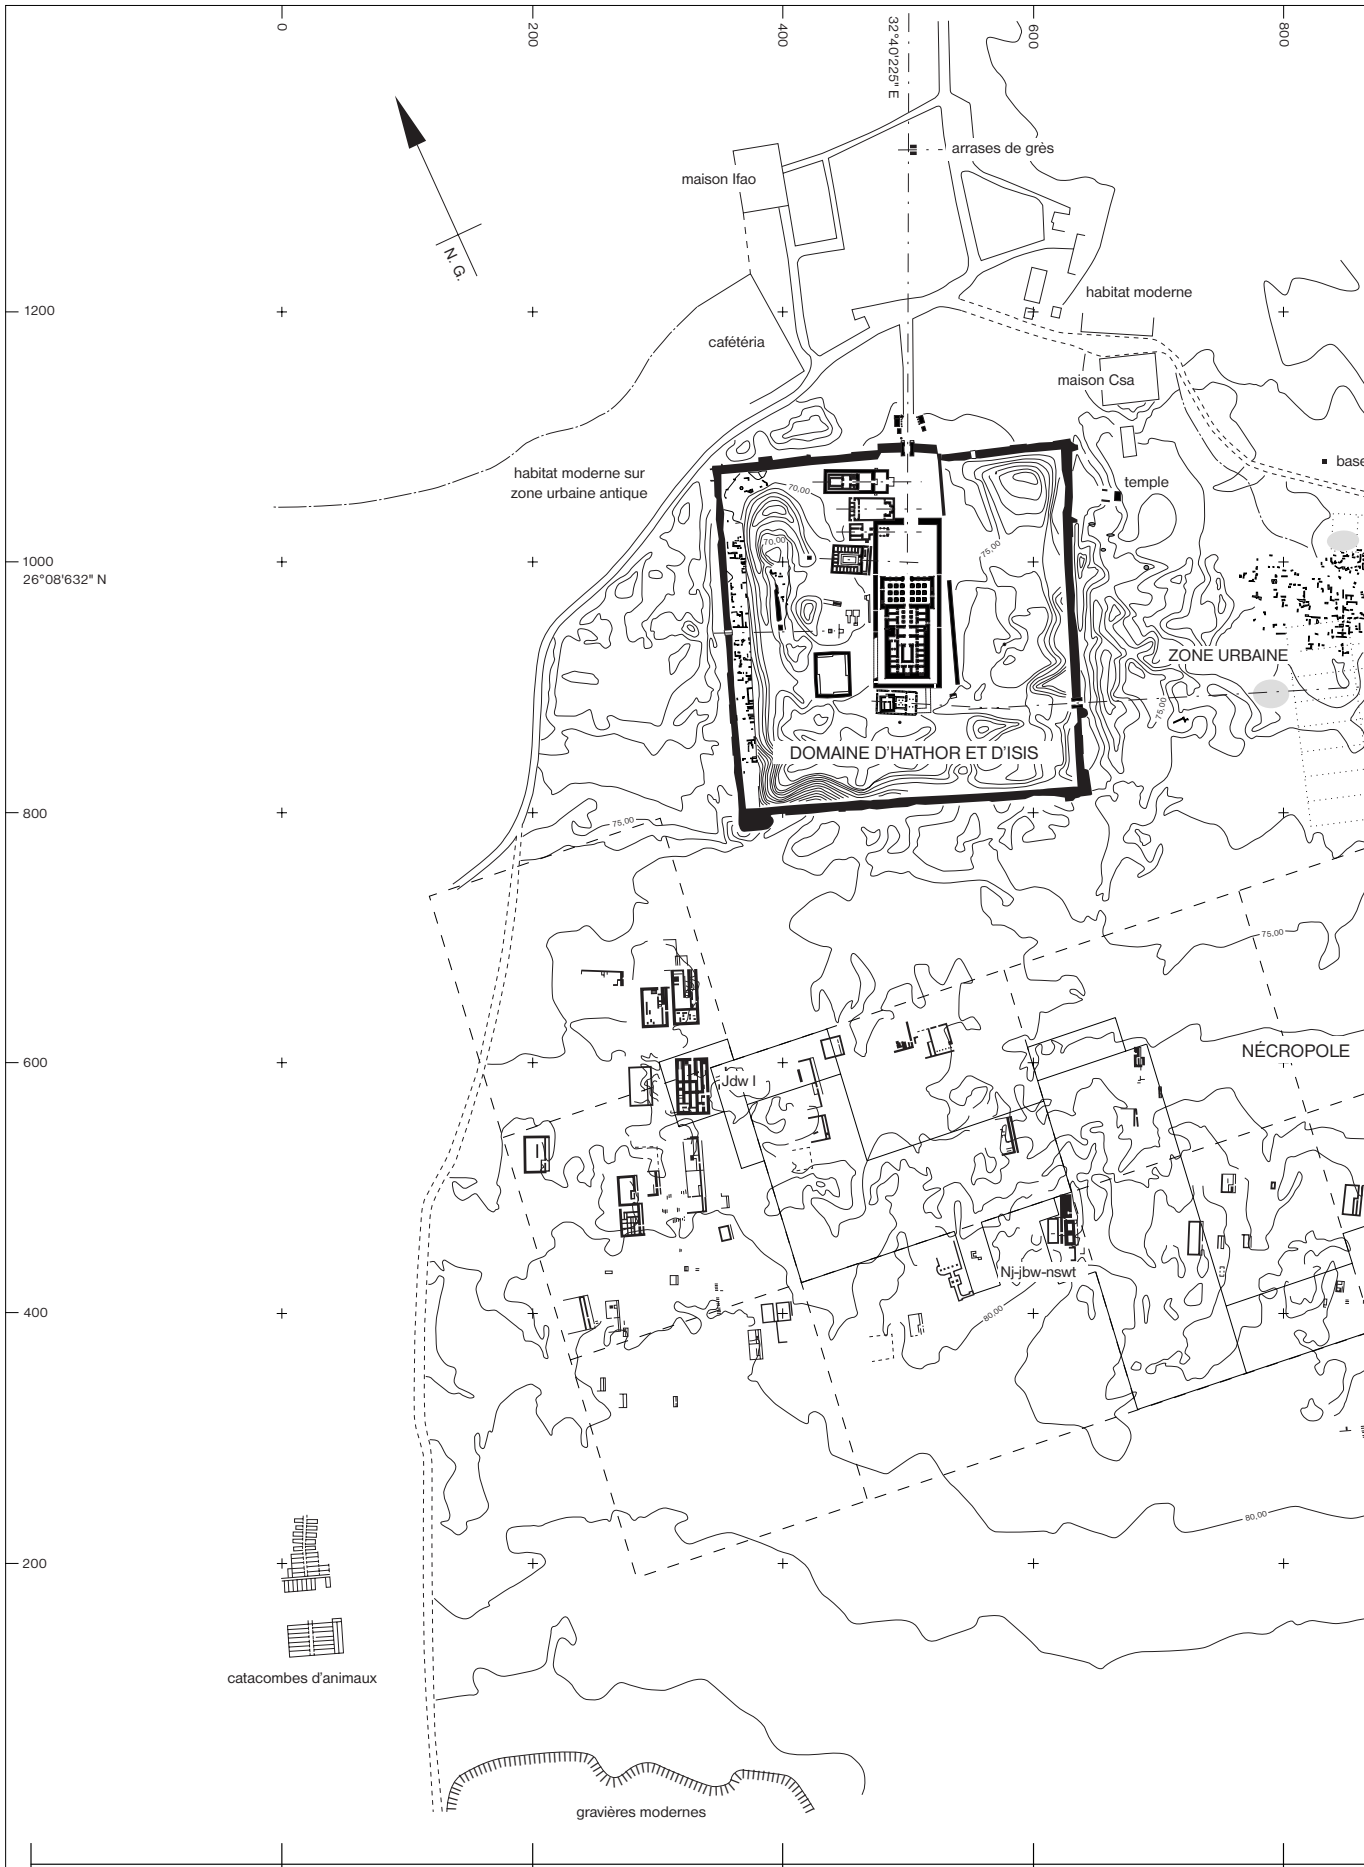 0
200
400
600
800
32°40'225" E
arrases de grès
maison Ifao
N. G.
habitat moderne
1200
cafétéria
maison Csa
base
habitat moderne sur
zone urbaine antique
temple
70,00
70,00
75,00
1000
26°08'632" N
ZONE URBAINE
75,00
DOMAINE D'HATHOR ET D'ISIS
800
75,00
75,00
600
NÉCROPOLE
Jdw I
Nj-jbw-nswt
400
80,00
80,00
200
catacombes d'animaux
gravières modernes